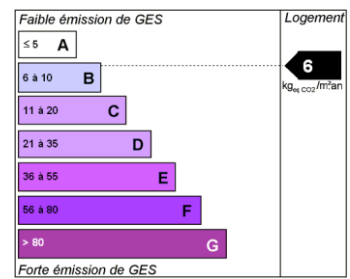 Faible émission de GES
Logement
≤ 5 A
6 à 10 B
6
kgeq CO2 /m².an
11 à 20 C
21 à 35 D
36 à 55 E
56 à 80 F
> 80 G
Forte émission de GES